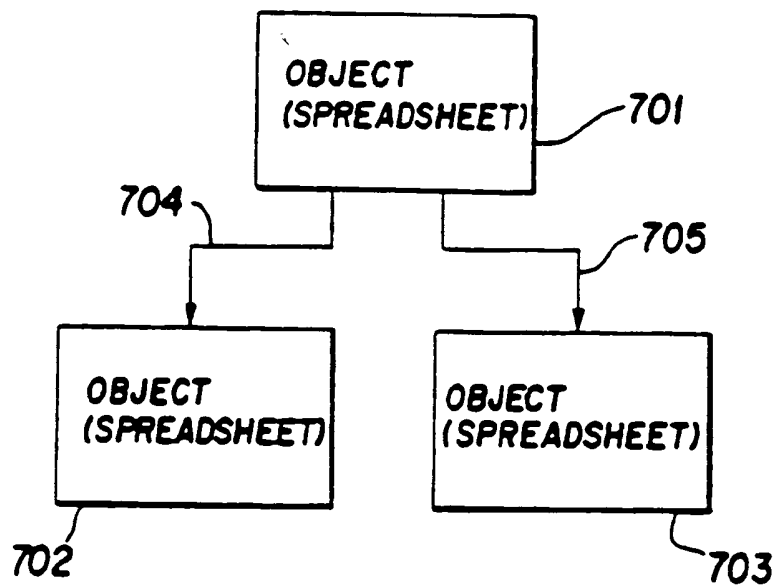 OBJECT
(SPREADSHEET)
701
704
705
OBJECT
(SPREADSHEET)
OBJECT
(SPREADSHEET)
702
703